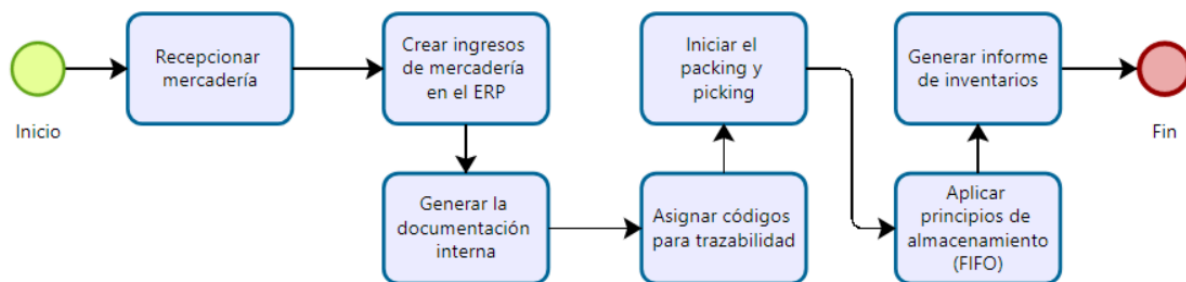 Inicio
Recepcionar
mercadería
Crear ingresos
de mercadería
en el ERP
Generar la
documentación
interna
Asignar códigos
para trazabilidad
Iniciar el
packing y
picking
Aplicar
principios de
almacenamiento
(FIFO)
Generar informe
de inventarios
Fin